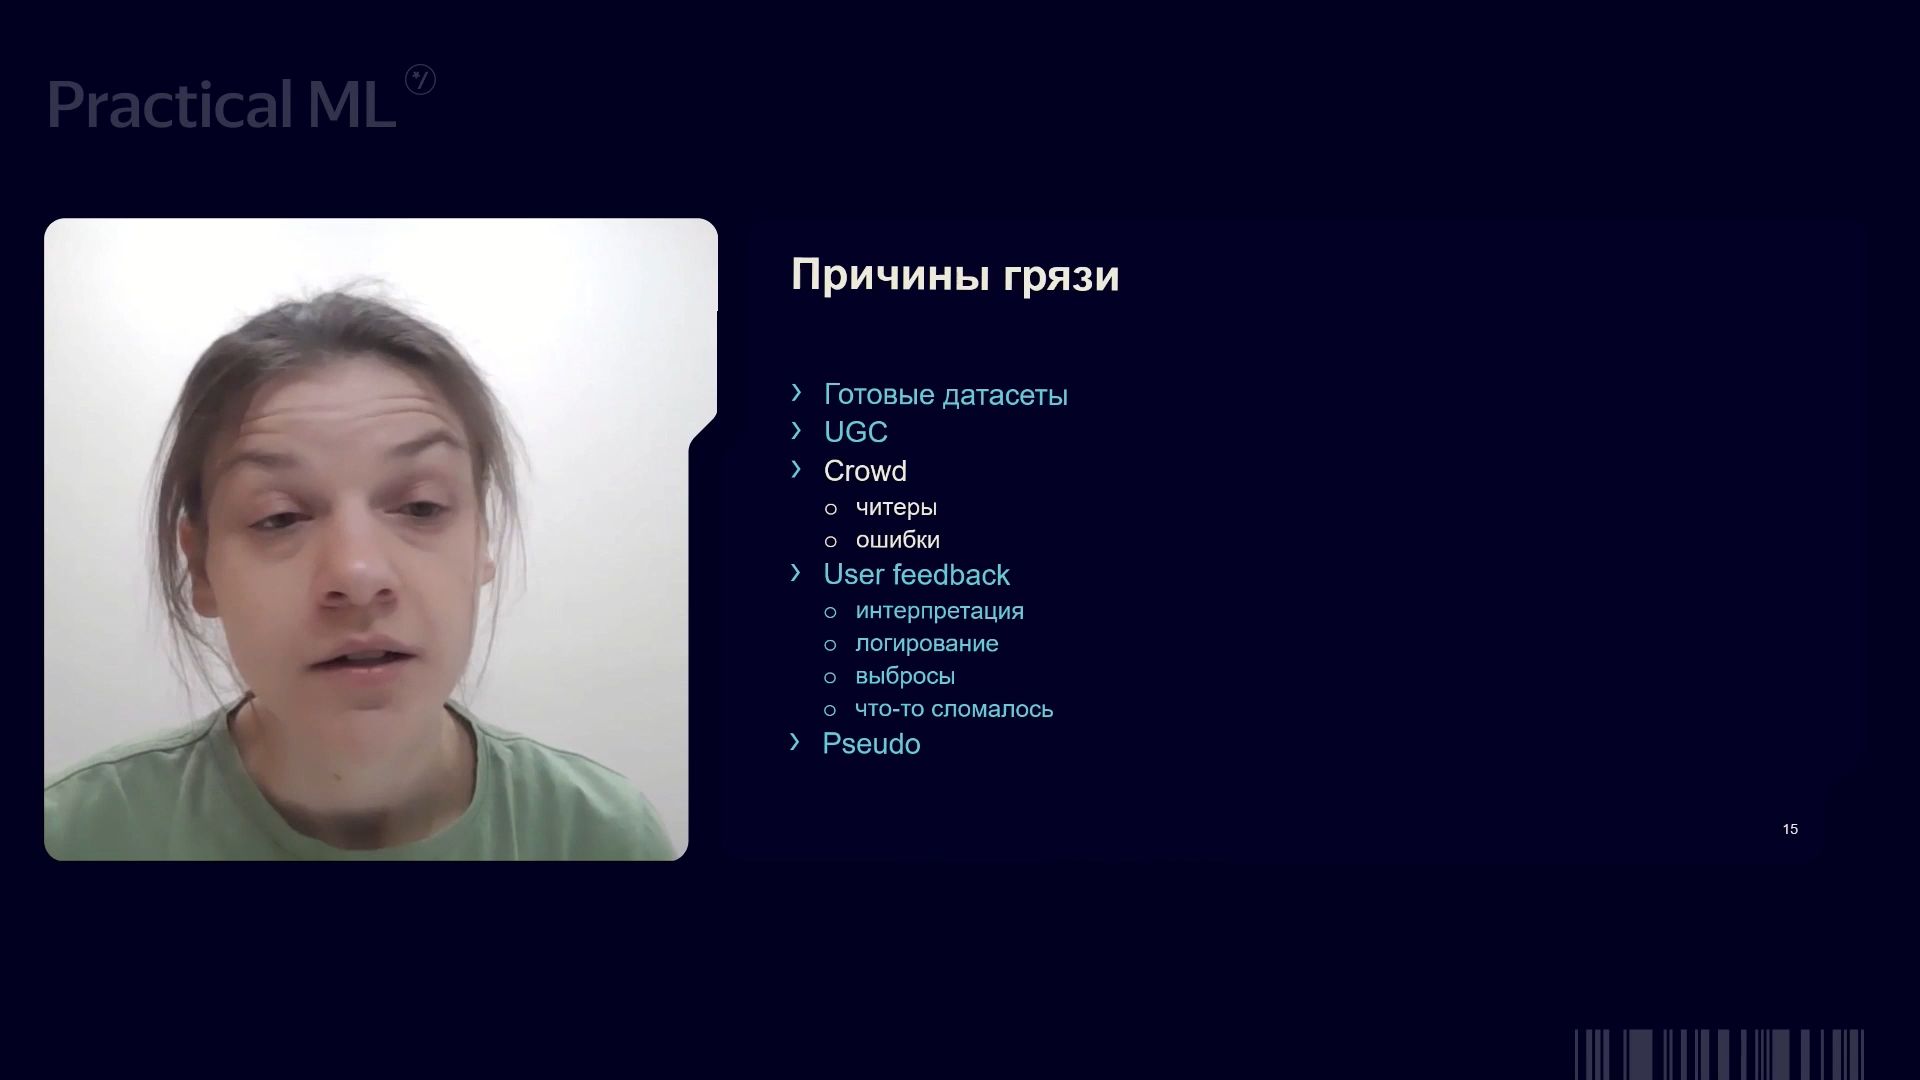 Practical ML
Причины грязи
Готовые датасеты
UGC
Crowd
читеры
ошибки
User feedback
интерпретация
логирование
выбросы
что-то сломалось
Pseudo
15